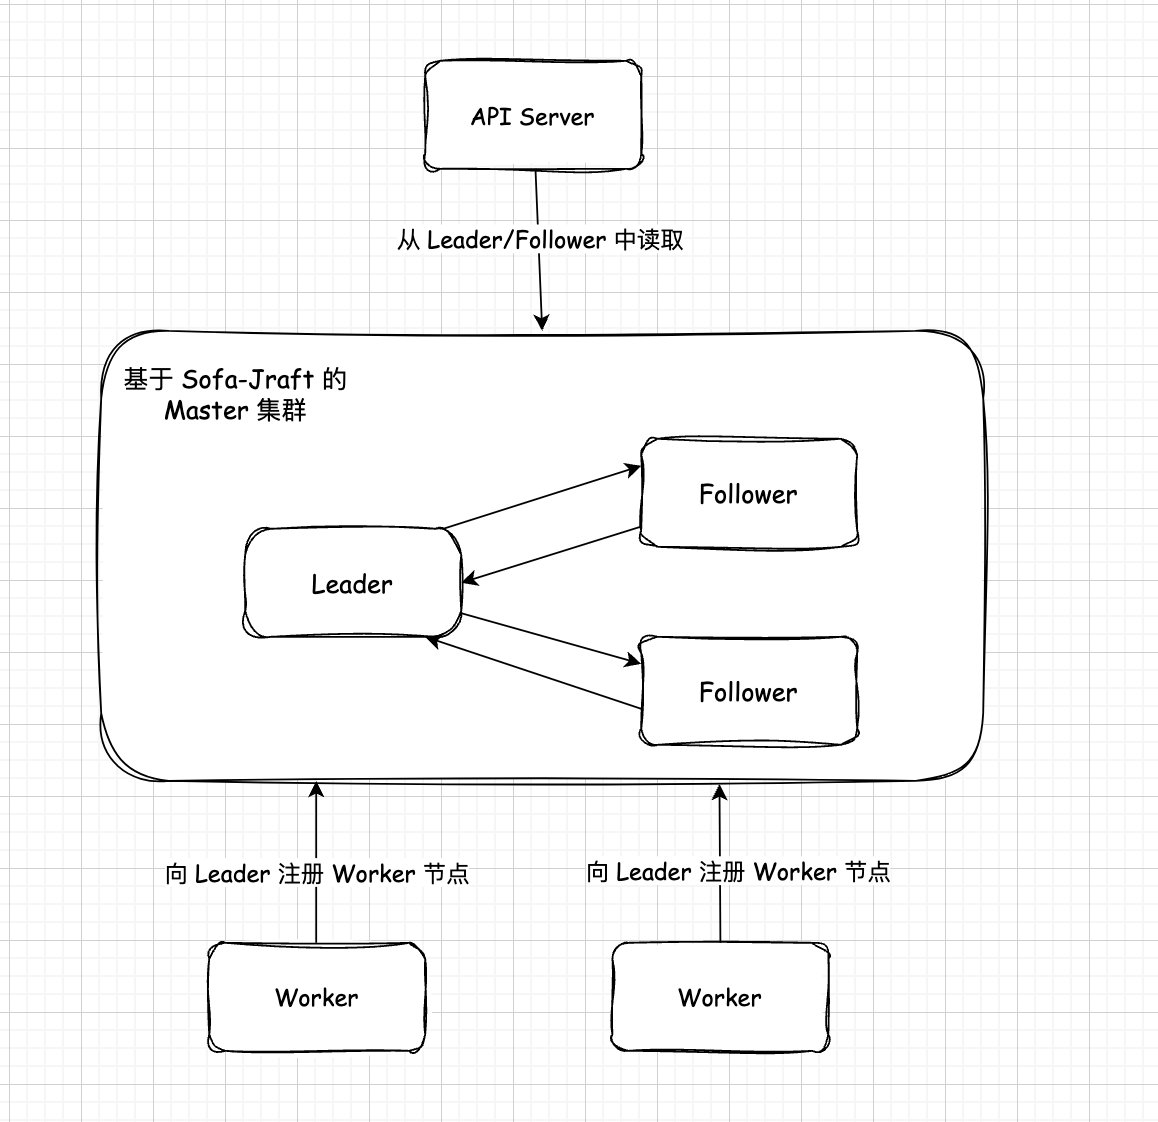 API Server
从 Leader/Follower 中读取
基于 Sofa-Jraft 的
Master 集群
Follower
Leader
Follower
向 Leader 注册 Worker 节点
向 Leader 注册 Worker 节点
Worker
Worker